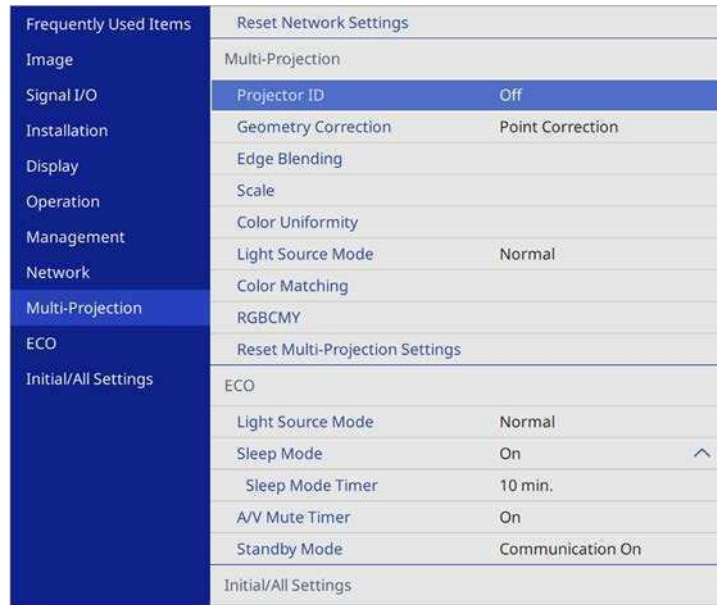 Frequently Used Items
Image
Signal I/O
Installation
Display
Operation
Management
Network
Multi-Projection
ECO
Initial/All Settings
Reset Network Settings
Multi-Projection
Projector ID Off
Geometry Correction Point Correction
Edge Blending
Scale
Color Uniformity
Light Source Mode Normal
Color Matching
RGBCMY
Reset Multi-Projection Settings
ECO
Light Source Mode Normal
Sleep Mode On
Sleep Mode Timer 10 min.
A/V Mute Timer On
Standby Mode Communication On
Initial/All Settings